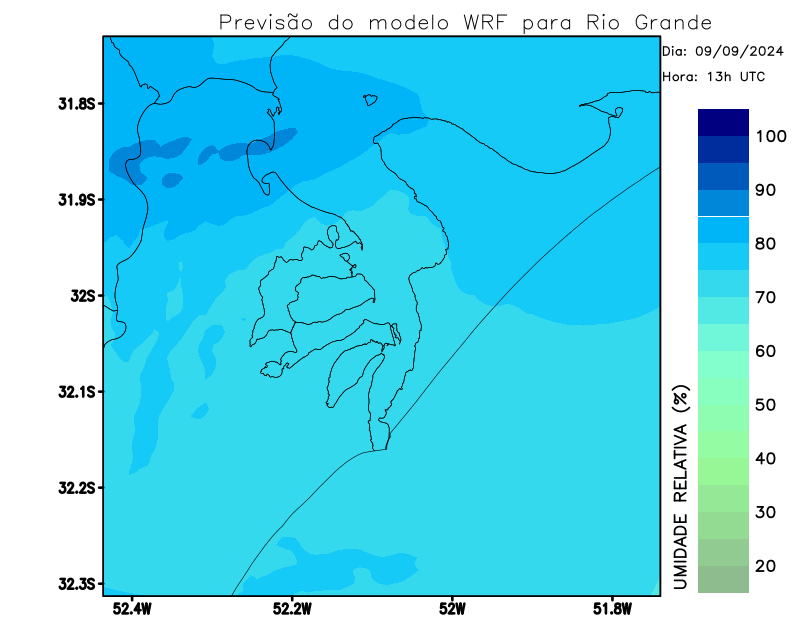 Previsão do modelo WRF para Rio Grande
Dia: 09/09/2024
Hora: 13h UTC
31.8S
31.9S
32S
32.1S
32.2S
32.3S
52.4W
52.2W
52W
51.8W
100
90
80
70
60
50
40
30
20
UMIDADE RELATIVA (%)